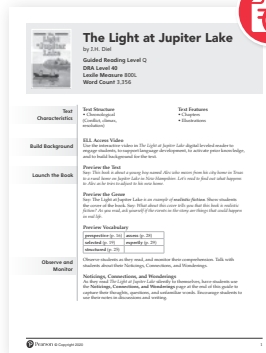 The Light at Jupiter Lake
by J.H. Diel
Guided Reading Level Q
DRA Level 40
Lexile Measure 800L
Word Count 3,356
Text
Characteristics
Text Structure
• Chronological
(Conflict, climax,
resolution)
Text Features
• Chapters
• Illustrations
Build Background
ELL Access Video
Use the interactive video in The Light at Jupiter Lake digital leveled reader to
engage students, to support language development, to activate prior knowledge,
and to build background for the text.
Launch the Book
Preview the Text
Say: This book is about a young boy named Alex who moves from his city home in Texas
to a rural home on Jupiter Lake in New Hampshire. Let's read to find out what happens
to Alex as he tries to adjust to his new home.
Preview the Genre
Say: The Light at Jupiter Lake is an example of realistic fiction. Show students
the cover of the book. Say: What about this cover tells you that this book is realistic
fiction? As you read, ask yourself if the events in the story are things that could happen
in real life.
Preview Vocabulary
perspective (p. 16) access (p. 28)
selected (p. 19) expertly (p. 29)
structured (p. 28)
Observe and
Monitor
Observe students as they read, and monitor their comprehension. Talk with
students about their Noticings, Connections, and Wonderings.
Noticings, Connections, and Wonderings
As they read The Light at Jupiter Lake silently to themselves, have students use
the Noticings, Connections, and Wonderings page at the end of this guide to
capture their thoughts, questions, and noteworthy words. Encourage students to
use their notes in discussions and writing.
Pearson © Copyright 2020
1